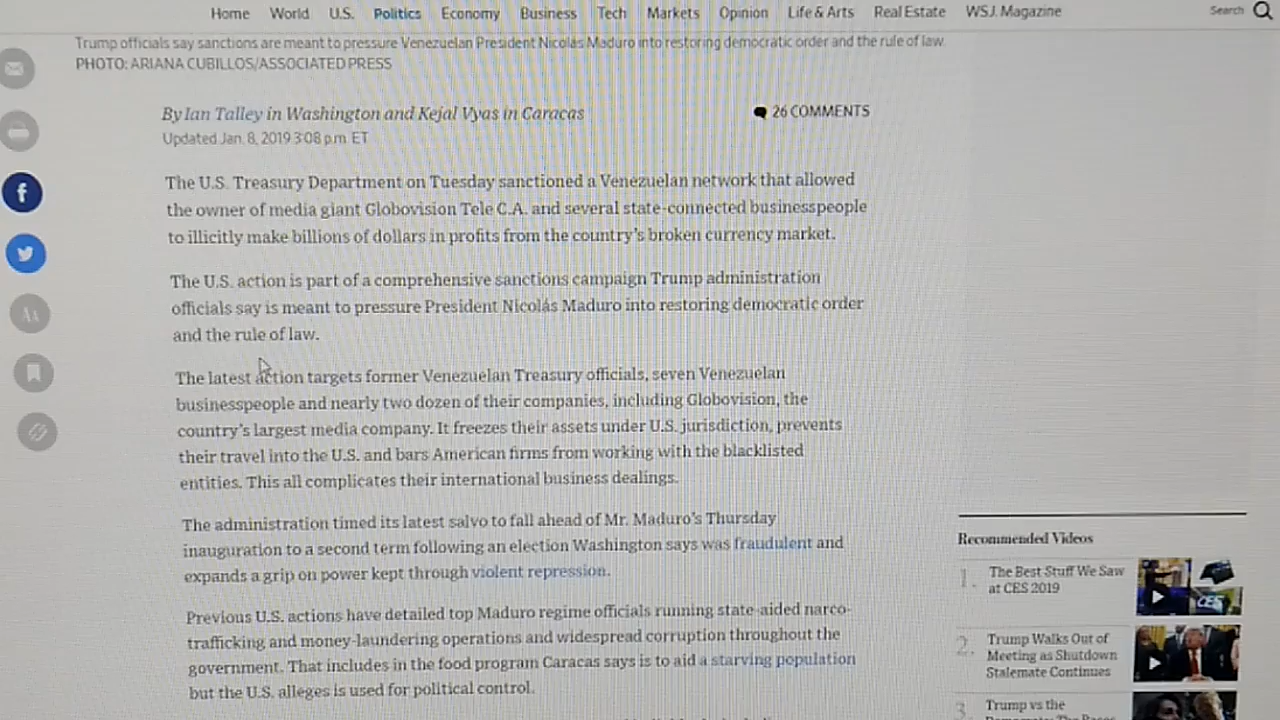 Home World U.S. Politics Economy Business Tech Markets Opinion Life & Arts Real Estate WSJ. Magazine Search
Trump officials say sanctions are meant to pressure Venezuelan President Nicolás Maduro into restoring democratic order and the rule of law.
PHOTO: ARIANA CUBILLOS/ASSOCIATED PRESS
By Ian Talley in Washington and Kejal Vyas in Caracas
26 COMMENTS
Updated Jan. 8, 2019 3:08 p.m. ET
The U.S. Treasury Department on Tuesday sanctioned a Venezuelan network that allowed
the owner of media giant Globovision Tele C.A. and several state-connected businesspeople
to illicitly make billions of dollars in profits from the country's broken currency market.
The U.S. action is part of a comprehensive sanctions campaign Trump administration
officials say is meant to pressure President Nicolás Maduro into restoring democratic order
and the rule of law.
The latest action targets former Venezuelan Treasury officials, seven Venezuelan
businesspeople and nearly two dozen of their companies, including Globovision, the
country's largest media company. It freezes their assets under U.S. jurisdiction, prevents
their travel into the U.S. and bars American firms from working with the blacklisted
entities. This all complicates their international business dealings.
The administration timed its latest salvo to fall ahead of Mr. Maduro's Thursday
inauguration to a second term following an election Washington says was fraudulent and
expands a grip on power kept through violent repression.
Previous U.S. actions have detailed top Maduro regime officials running state-aided narco-
trafficking and money-laundering operations and widespread corruption throughout the
government. That includes in the food program Caracas says is to aid a starving population
but the U.S. alleges is used for political control.
Recommended Videos
1. The Best Stuff We Saw
at CES 2019
CES
2. Trump Walks Out of
Meeting as Shutdown
Stalemate Continues
3. Trump vs the